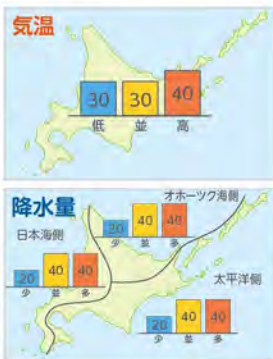 気温
30 30 40
低 並 高
降水量
オホーツク海側
20 40 40
少 並 多
日本海側
20 40 40
少 並 多
太平洋側
20 40 40
少 並 多